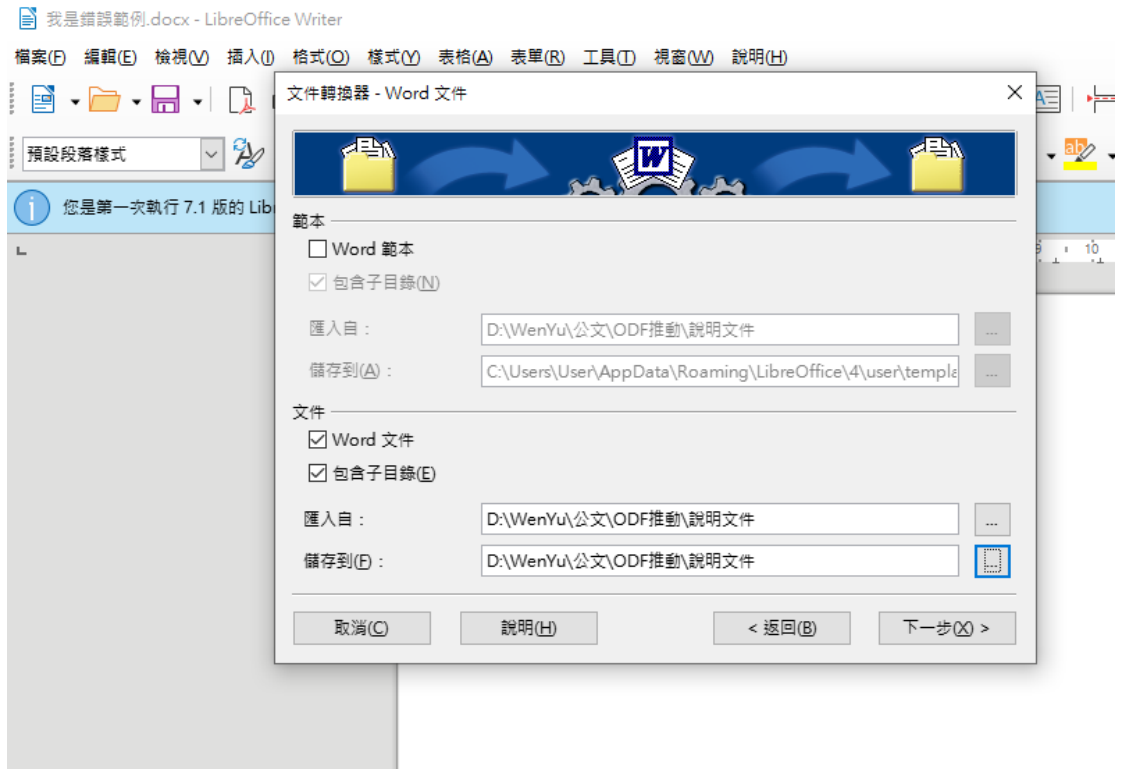 我是錯誤範例.docx - LibreOffice Writer
檔案(F) 編輯(E) 檢視(V) 插入(I) 格式(O) 樣式(Y) 表格(A) 表單(R) 工具(T) 視窗(W) 說明(H)
文件轉換器 - Word 文件
預設段落樣式
W
您是第一次執行 7.1 版的 Lib
範本
Word 範本
包含子目錄(N)
匯入自：
D:\WenYu\公文\ODF推動\說明文件
...
儲存到(A)：
C:\Users\User\AppData\Roaming\LibreOffice\4\user\templa
...
文件
Word 文件
包含子目錄(E)
匯入自：
D:\WenYu\公文\ODF推動\說明文件
...
儲存到(F)：
D:\WenYu\公文\ODF推動\說明文件
...
取消(C)
說明(H)
< 返回(B)
下一步(X) >
9 10